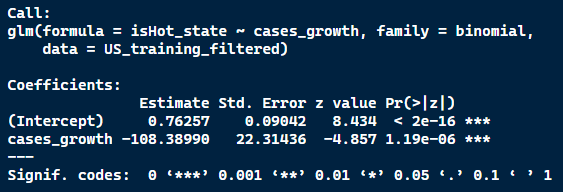 Call:
glm(formula = isHot_state ~ cases_growth, family = binomial,
    data = US_training_filtered)
Coefficients:
              Estimate Std. Error z value Pr(>|z|)
(Intercept)    0.76257    0.09042   8.434  < 2e-16 ***
cases_growth -108.38990   22.31436  -4.857 1.19e-06 ***
---
Signif. codes:  0 ‘***’ 0.001 ‘**’ 0.01 ‘*’ 0.05 ‘.’ 0.1 ‘ ’ 1